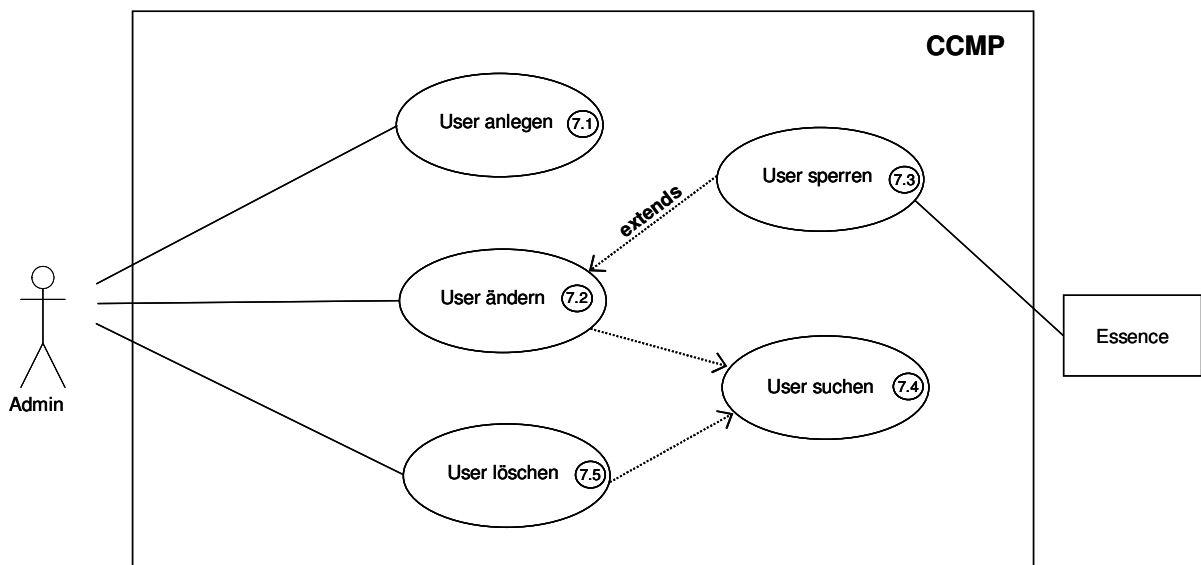 CCMP
User anlegen 7.1
User sperren 7.3
extends
User ändern 7.2
Essence
User suchen 7.4
Admin
User löschen 7.5